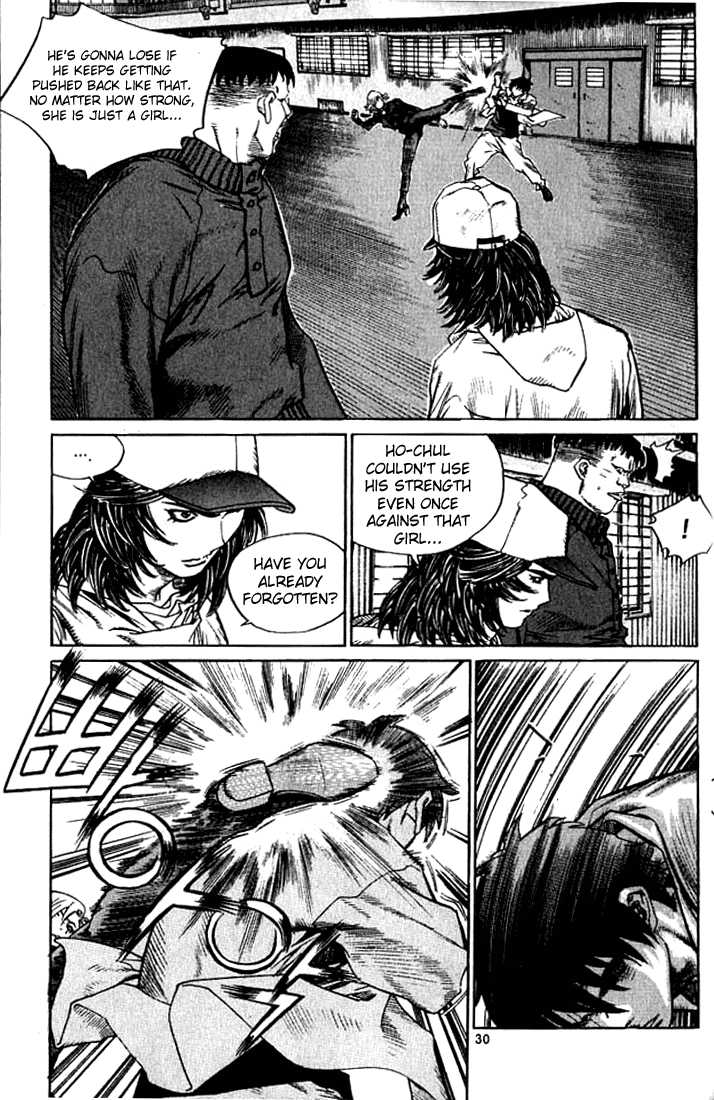 HE'S GONNA LOSE IF
HE KEEPS GETTING
PUSHED BACK LIKE THAT.
NO MATTER HOW STRONG,
SHE IS JUST A GIRL...
....
HAVE YOU
ALREADY
FORGOTTEN?
HO-CHUL
COULDN'T USE
HIS STRENGTH
EVEN ONCE
AGAINST THAT
GIRL...
!
30